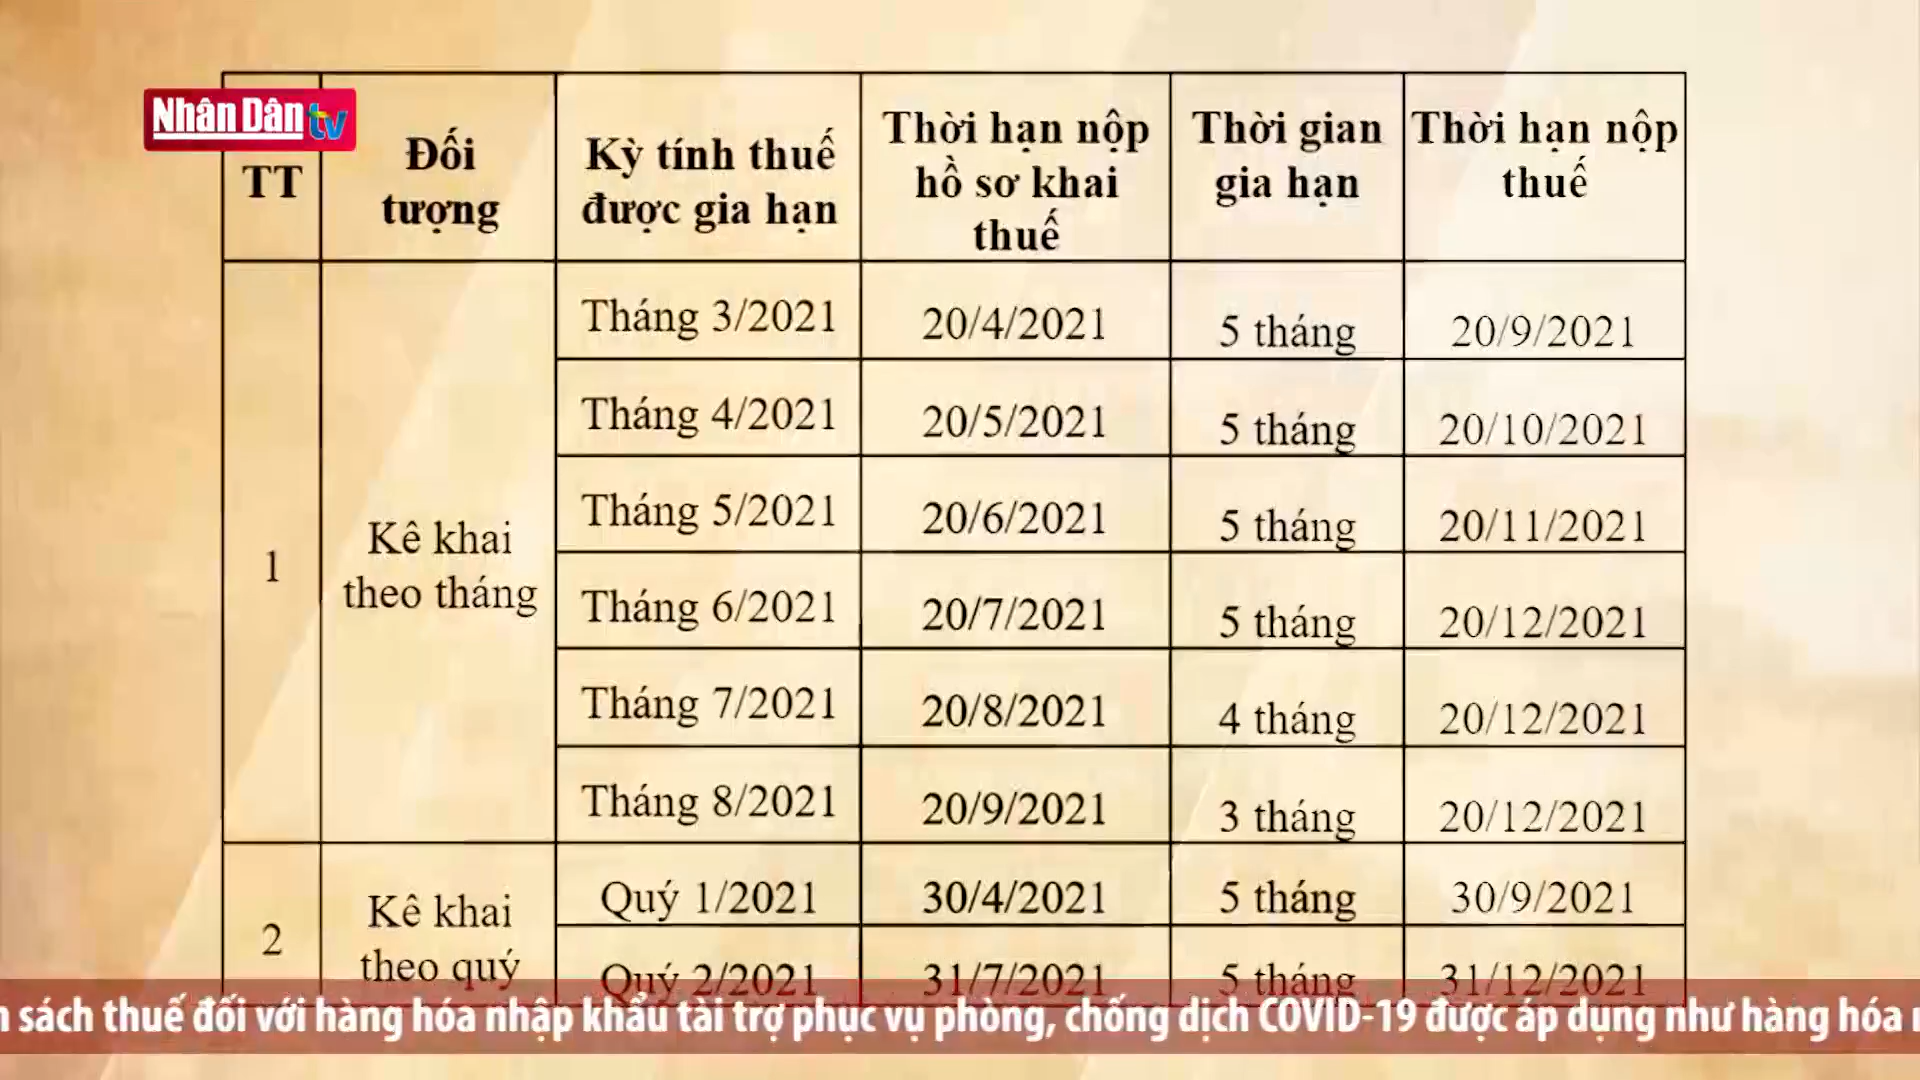 Nhân Dân tv
TT
Đối
tượng
Kỳ tính thuế
được gia hạn
Thời hạn nộp
hồ sơ khai
thuế
Thời gian
gia hạn
Thời hạn nộp
thuế
1
Kê khai
theo tháng
Tháng 3/2021
20/4/2021
5 tháng
20/9/2021
Tháng 4/2021
20/5/2021
5 tháng
20/10/2021
Tháng 5/2021
20/6/2021
5 tháng
20/11/2021
Tháng 6/2021
20/7/2021
5 tháng
20/12/2021
Tháng 7/2021
20/8/2021
4 tháng
20/12/2021
Tháng 8/2021
20/9/2021
3 tháng
20/12/2021
2
Kê khai
theo quý
Quý 1/2021
30/4/2021
5 tháng
30/9/2021
Quý 2/2021
31/7/2021
5 tháng
31/12/2021
sách thuế đối với hàng hóa nhập khẩu tài trợ phục vụ phòng, chống dịch COVID-19 được áp dụng như hàng hóa